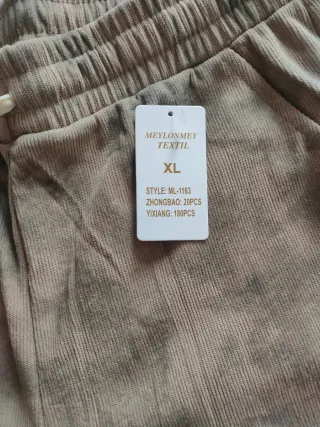 MEYLONMEY
TEXTIL
XL
STYLE: ML-1163
ZHONGBAO: 20PCS
YIXIANG: 180PCS